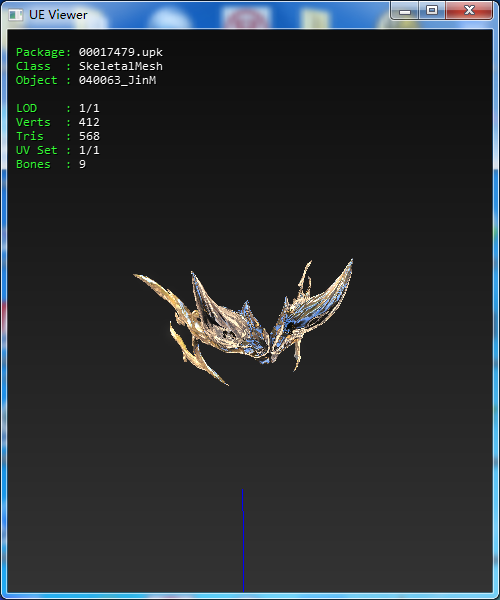 UE Viewer
Package: 00017479.upk
Class : SkeletalMesh
Object : 040063_JinM
LOD : 1/1
Verts : 412
Tris : 568
UV Set : 1/1
Bones : 9